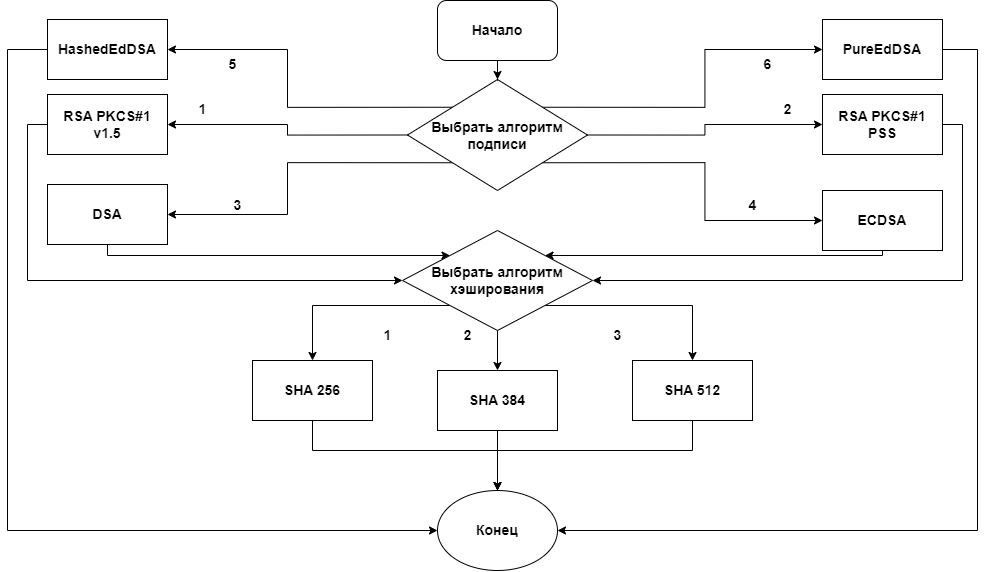 Начало
HashedEdDSA
5
6
PureEdDSA
RSA PKCS#1
v1.5
1
Выбрать алгоритм
подписи
2
RSA PKCS#1
PSS
DSA
3
4
ECDSA
Выбрать алгоритм
хэширования
1
2
3
SHA 256
SHA 384
SHA 512
Конец